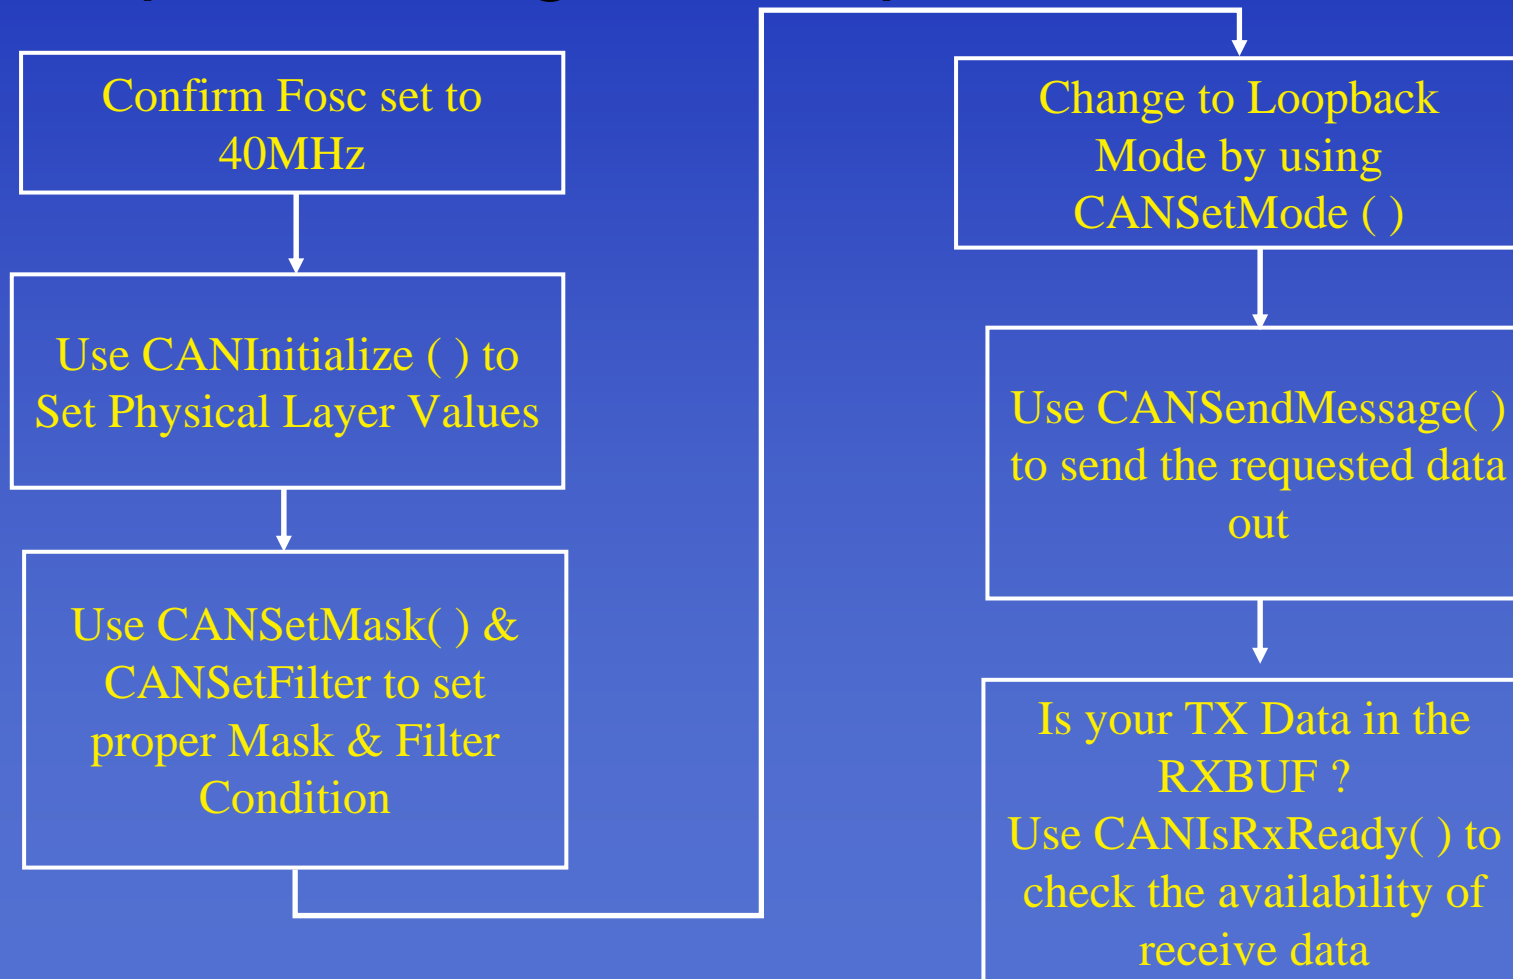 Confirm Fosc set to
40MHz
Use CANInitialize ( ) to
Set Physical Layer Values
Use CANSetMask( ) &
CANSetFilter to set
proper Mask & Filter
Condition
Change to Loopback
Mode by using
CANSetMode ( )
Use CANSendMessage( )
to send the requested data
out
Is your TX Data in the
RXBUF ?
Use CANIsRxReady( ) to
check the availability of
receive data